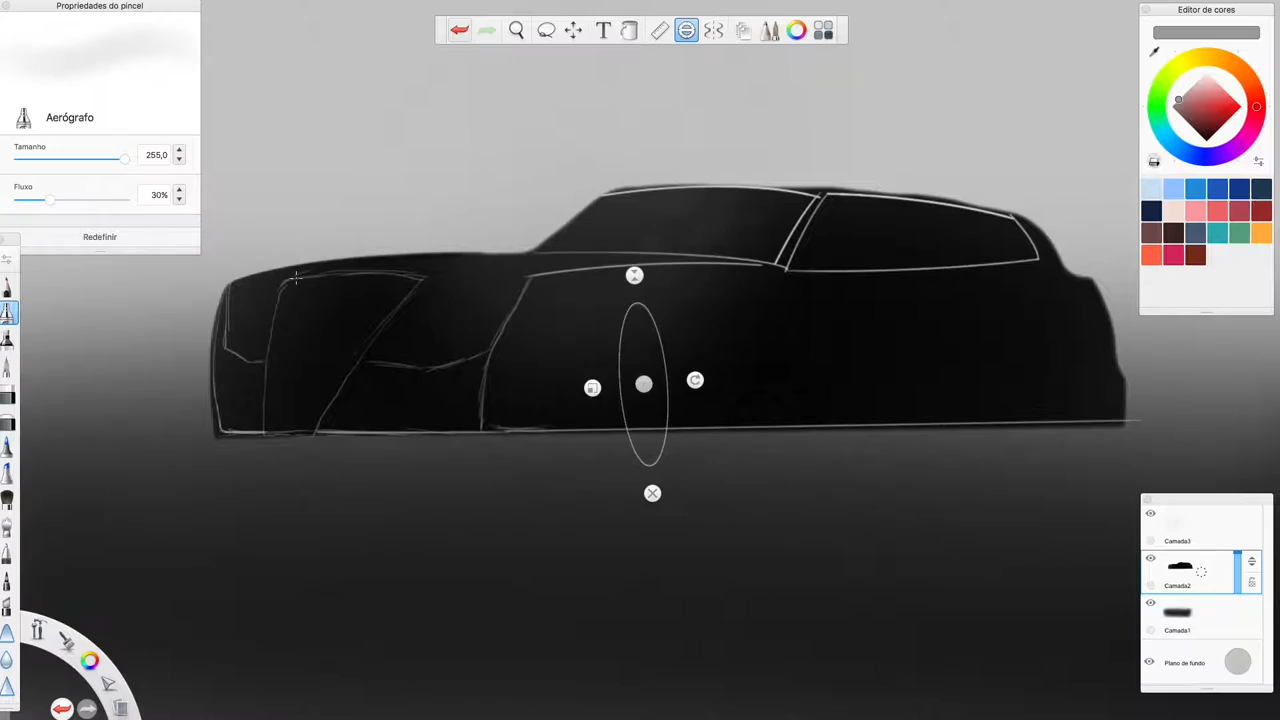 Propriedades do pincel
Aerógrafo
Tamanho
255,0
Fluxo
30%
Redefinir
T
Editor de cores
Camada3
Camada2
Camada1
Plano de fundo